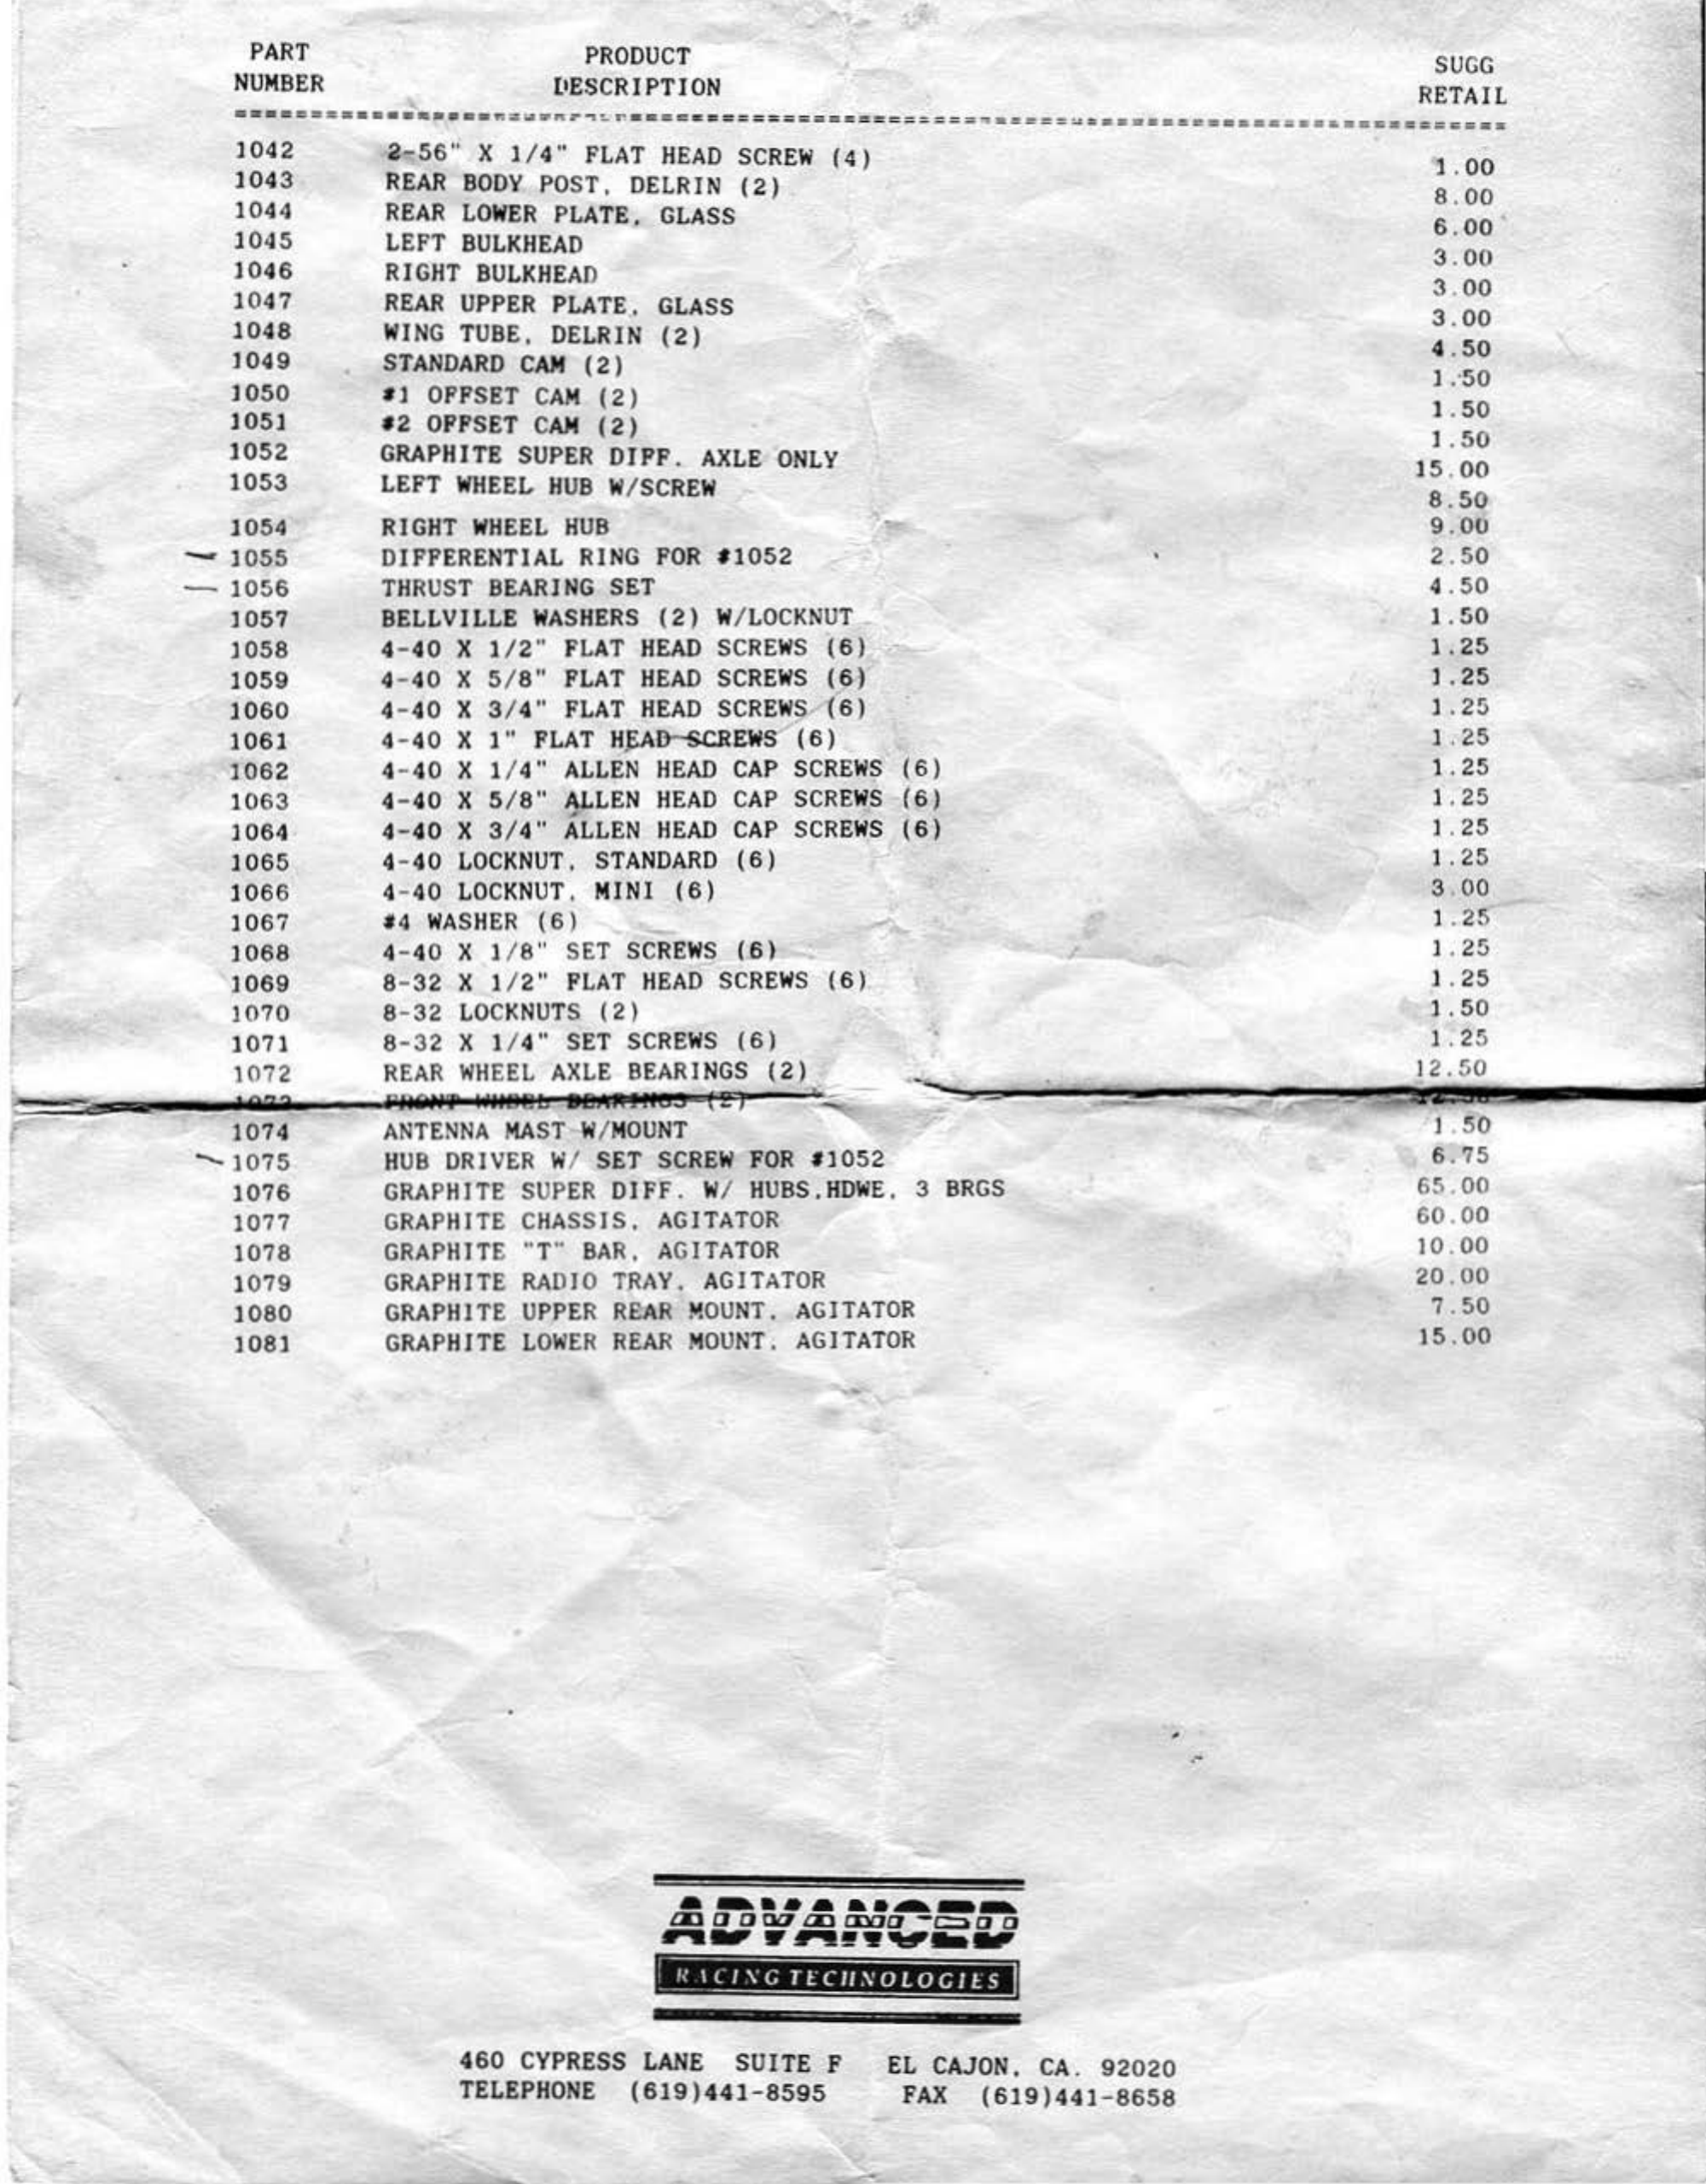 PART PRODUCT SUGG
NUMBER DESCRIPTION RETAIL
1042 2-56" X 1/4" FLAT HEAD SCREW (4) 1.00
1043 REAR BODY POST, DELRIN (2) 8.00
1044 REAR LOWER PLATE, GLASS 6.00
1045 LEFT BULKHEAD 3.00
1046 RIGHT BULKHEAD 3.00
1047 REAR UPPER PLATE, GLASS 3.00
1048 WING TUBE, DELRIN (2) 4.50
1049 STANDARD CAM (2) 1.50
1050 #1 OFFSET CAM (2) 1.50
1051 #2 OFFSET CAM (2) 1.50
1052 GRAPHITE SUPER DIFF. AXLE ONLY 15.00
1053 LEFT WHEEL HUB W/SCREW 8.50
1054 RIGHT WHEEL HUB 9.00
1055 DIFFERENTIAL RING FOR #1052 2.50
1056 THRUST BEARING SET 4.50
1057 BELLVILLE WASHERS (2) W/LOCKNUT 1.50
1058 4-40 X 1/2" FLAT HEAD SCREWS (6) 1.25
1059 4-40 X 5/8" FLAT HEAD SCREWS (6) 1.25
1060 4-40 X 3/4" FLAT HEAD SCREWS (6) 1.25
1061 4-40 X 1" FLAT HEAD SCREWS (6) 1.25
1062 4-40 X 1/4" ALLEN HEAD CAP SCREWS (6) 1.25
1063 4-40 X 5/8" ALLEN HEAD CAP SCREWS (6) 1.25
1064 4-40 X 3/4" ALLEN HEAD CAP SCREWS (6) 1.25
1065 4-40 LOCKNUT, STANDARD (6) 1.25
1066 4-40 LOCKNUT, MINI (6) 3.00
1067 #4 WASHER (6) 1.25
1068 4-40 X 1/8" SET SCREWS (6) 1.25
1069 8-32 X 1/2" FLAT HEAD SCREWS (6) 1.25
1070 8-32 LOCKNUTS (2) 1.50
1071 8-32 X 1/4" SET SCREWS (6) 1.25
1072 REAR WHEEL AXLE BEARINGS (2) 12.50
1073 FRONT WHEEL BEARINGS (2)
1074 ANTENNA MAST W/MOUNT 1.50
1075 HUB DRIVER W/ SET SCREW FOR #1052 6.75
1076 GRAPHITE SUPER DIFF. W/ HUBS,HDWE, 3 BRGS 65.00
1077 GRAPHITE CHASSIS, AGITATOR 60.00
1078 GRAPHITE "T" BAR, AGITATOR 10.00
1079 GRAPHITE RADIO TRAY, AGITATOR 20.00
1080 GRAPHITE UPPER REAR MOUNT, AGITATOR 7.50
1081 GRAPHITE LOWER REAR MOUNT, AGITATOR 15.00
ADVANCED
RACING TECHNOLOGIES
460 CYPRESS LANE SUITE F EL CAJON, CA. 92020
TELEPHONE (619)441-8595 FAX (619)441-8658